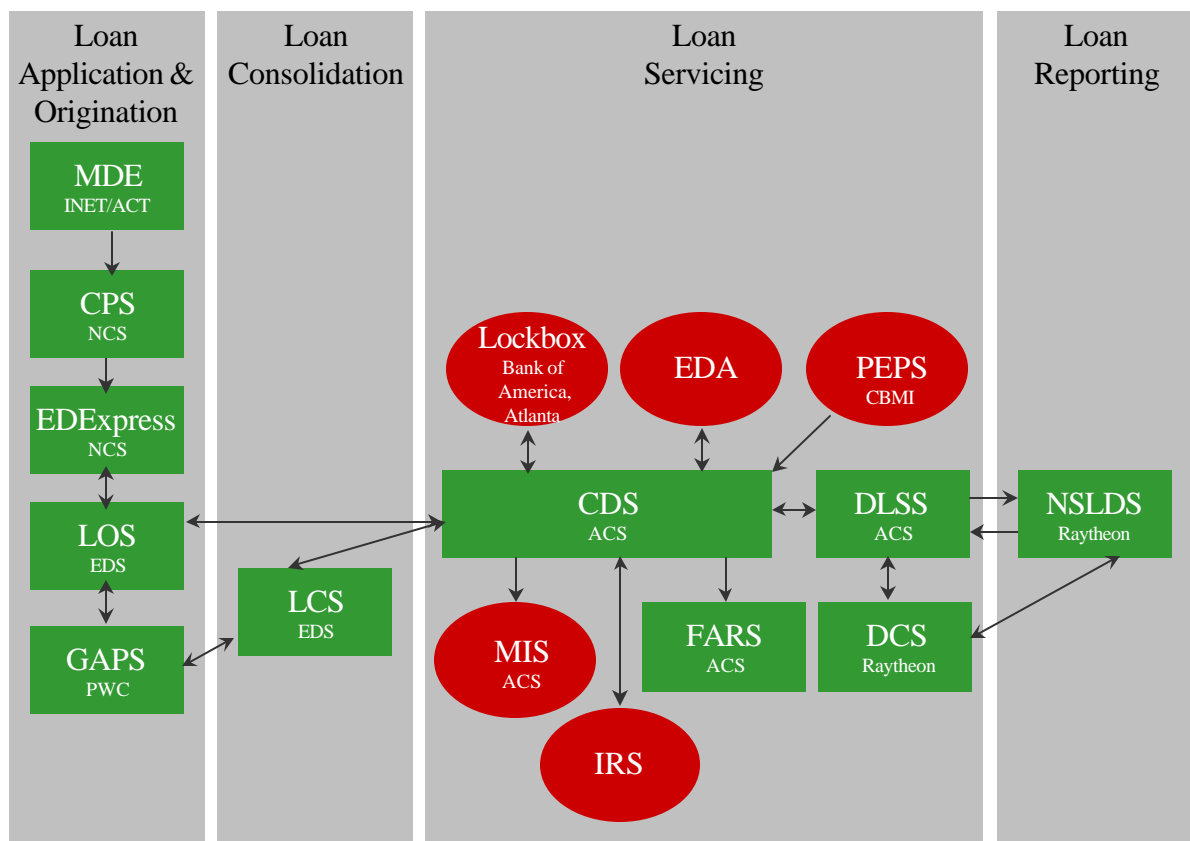 Loan
Application &
Origination
Loan
Consolidation
Loan
Servicing
Loan
Reporting
MDE
INET/ACT
CPS
NCS
EDExpress
NCS
LOS
EDS
GAPS
PWC
LCS
EDS
Lockbox
Bank of
America,
Atlanta
EDA
PEPS
CBMI
CDS
ACS
DLSS
ACS
NSLDS
Raytheon
MIS
ACS
FARS
ACS
DCS
Raytheon
IRS